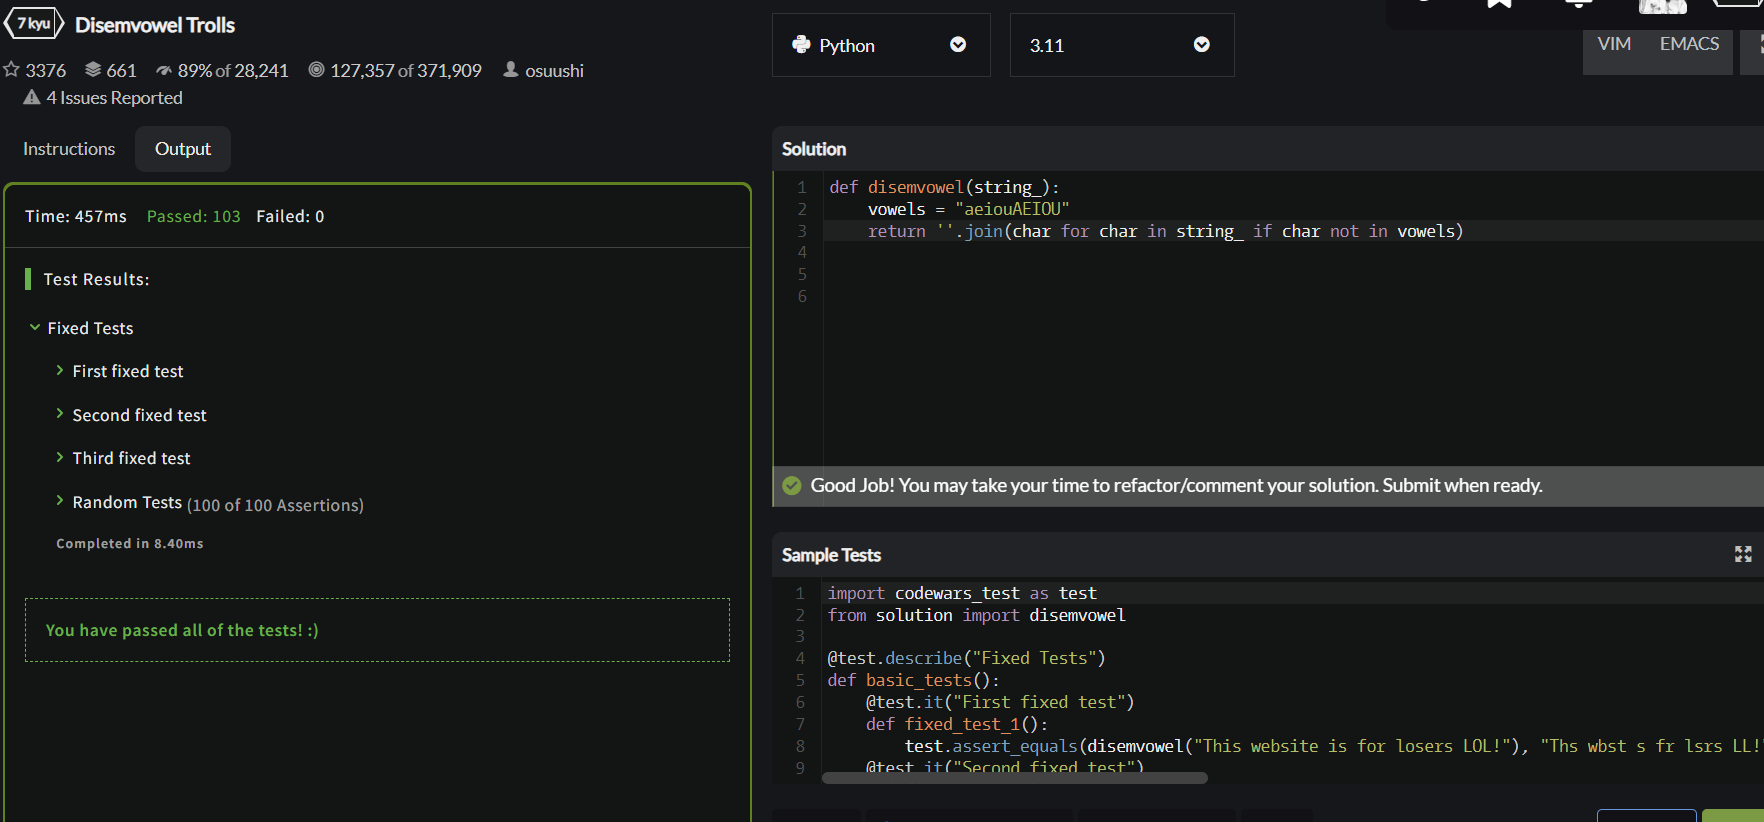 7 kyu Disemvowel Trolls
3376 661 89% of 28,241 127,357 of 371,909 osuushi
4 Issues Reported
Instructions Output
Time: 457ms Passed: 103 Failed: 0
Test Results:
Fixed Tests
First fixed test
Second fixed test
Third fixed test
Random Tests (100 of 100 Assertions)
Completed in 8.40ms
You have passed all of the tests! :)
Python 3.11
VIM EMACS
Solution
1 def disemvowel(string_):
2 vowels = "aeiouAEIOU"
3 return ''.join(char for char in string_ if char not in vowels)
4
5
6
Good Job! You may take your time to refactor/comment your solution. Submit when ready.
Sample Tests
1 import codewars_test as test
2 from solution import disemvowel
3
4 @test.describe("Fixed Tests")
5 def basic_tests():
6 @test.it("First fixed test")
7 def fixed_test_1():
8 test.assert_equals(disemvowel("This website is for losers LOL!"), "Ths wbst s fr lsrs LL!"
9 @test.it("Second fixed test")